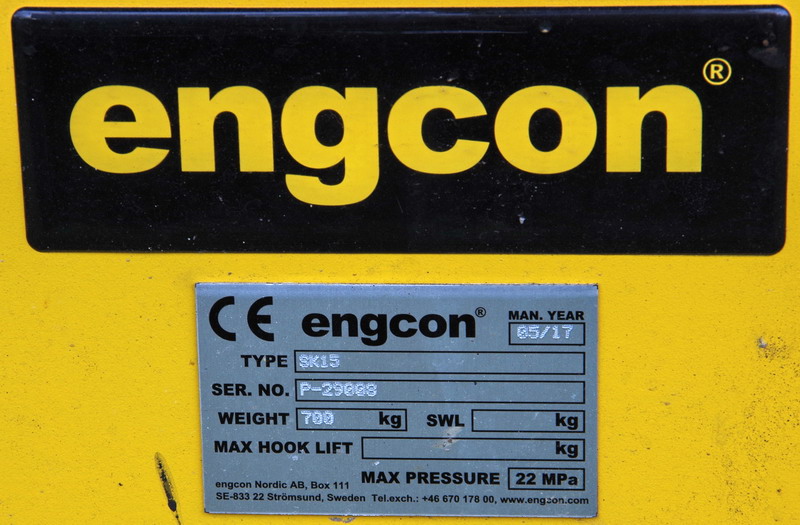 engcon®
CE engcon® MAN. YEAR
05/17
TYPE SK15
SER. NO. P-29008
WEIGHT 700 kg SWL kg
MAX HOOK LIFT kg
engcon Nordic AB, Box 111 MAX PRESSURE 22 MPa
SE-833 22 Strömsund, Sweden Tel.exch.: +46 670 178 00, www.engcon.com